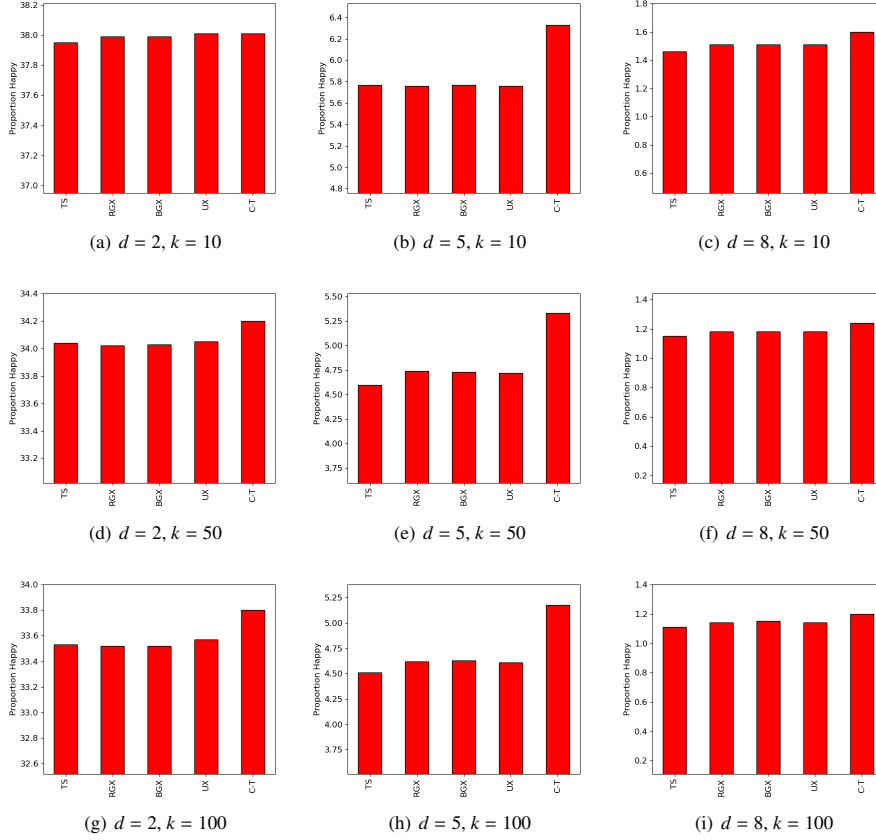 38.2
38.0
37.8
37.6
37.4
37.2
37.0
Proportion Happy
TS
RGX
BGX
UX
C-T
(a) d = 2, k = 10
6.4
6.2
6.0
5.8
5.6
5.4
5.2
5.0
4.8
Proportion Happy
TS
RGX
BGX
UX
C-T
(b) d = 5, k = 10
1.8
1.6
1.4
1.2
1.0
0.8
0.6
Proportion Happy
TS
RGX
BGX
UX
C-T
(c) d = 8, k = 10
34.4
34.2
34.0
33.8
33.6
33.4
33.2
Proportion Happy
TS
RGX
BGX
UX
C-T
(d) d = 2, k = 50
5.50
5.25
5.00
4.75
4.50
4.25
4.00
3.75
Proportion Happy
TS
RGX
BGX
UX
C-T
(e) d = 5, k = 50
1.4
1.2
1.0
0.8
0.6
0.4
0.2
Proportion Happy
TS
RGX
BGX
UX
C-T
(f) d = 8, k = 50
34.0
33.8
33.6
33.4
33.2
33.0
32.8
32.6
Proportion Happy
TS
RGX
BGX
UX
C-T
(g) d = 2, k = 100
5.25
5.00
4.75
4.50
4.25
4.00
3.75
Proportion Happy
TS
RGX
BGX
UX
C-T
(h) d = 5, k = 100
1.4
1.2
1.0
0.8
0.6
0.4
0.2
Proportion Happy
TS
RGX
BGX
UX
C-T
(i) d = 8, k = 100